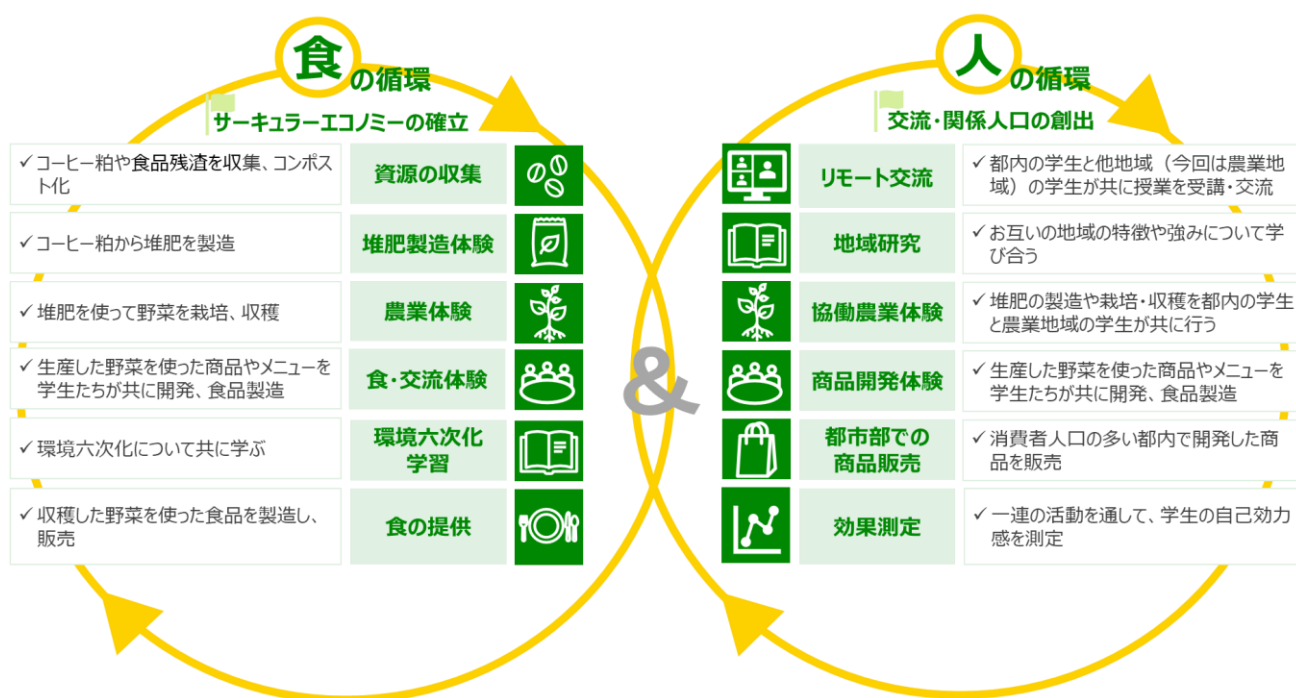 食の循環
サーキュラーエコノミーの確立
✓コーヒー粕や食品残渣を収集、コンポス
ト化
資源の収集
✓コーヒー粕から堆肥を製造
堆肥製造体験
✓堆肥を使って野菜を栽培、収穫
農業体験
✓生産した野菜を使った商品やメニューを
学生たちが共に開発、食品製造
食・交流体験
✓環境六次化について共に学ぶ
環境六次化
学習
✓収穫した野菜を使った食品を製造し、
販売
食の提供
&
人の循環
交流・関係人口の創出
リモート交流
✓都内の学生と他地域（今回は農業地
域）の学生が共に授業を受講・交流
地域研究
✓お互いの地域の特徴や強みについて学
び合う
協働農業体験
✓堆肥の製造や栽培・収穫を都内の学生
と農業地域の学生が共に行う
商品開発体験
✓生産した野菜を使った商品やメニューを
学生たちが共に開発、食品製造
都市部での
商品販売
✓消費者人口の多い都内で開発した商
品を販売
効果測定
✓一連の活動を通して、学生の自己効力
感を測定